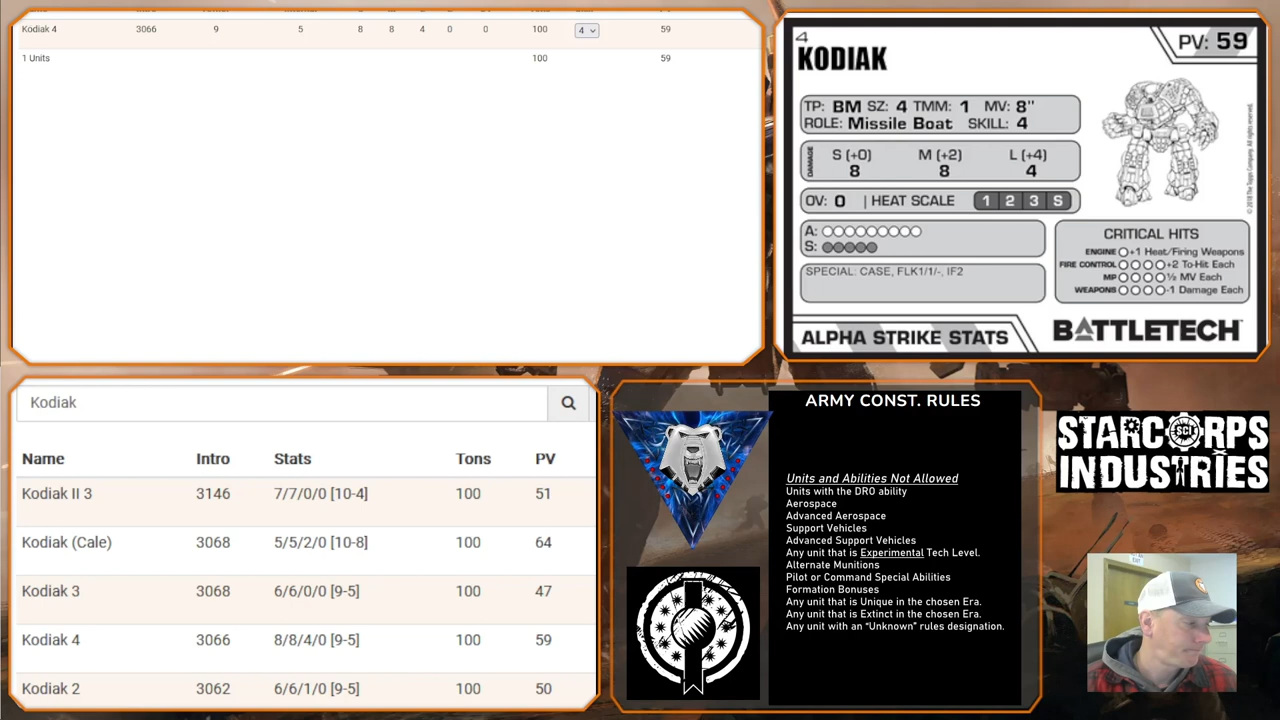 Kodiak 4 3066 9 5 8 8 4 0 0 100 4 59
1 Units 100 59
4
KODIAK
PV: 59
TP: BM SZ: 4 TMM: 1 MV: 8"
ROLE: Missile Boat SKILL: 4
DAMAGE
S (+0) M (+2) L (+4)
8 8 4
OV: 0 | HEAT SCALE 1 2 3 S
A:
S:
SPECIAL: CASE, FLK1/1/-, IF2
CRITICAL HITS
ENGINE +1 Heat/Firing Weapons
FIRE CONTROL +2 To-Hit Each
MP ½ MV Each
WEAPONS -1 Damage Each
© 2018 The Topps Company. All rights reserved.
ALPHA STRIKE STATS
BATTLETECH
Kodiak
Name Intro Stats Tons PV
Kodiak II 3 3146 7/7/0/0 [10-4] 100 51
Kodiak (Cale) 3068 5/5/2/0 [10-8] 100 64
Kodiak 3 3068 6/6/0/0 [9-5] 100 47
Kodiak 4 3066 8/8/4/0 [9-5] 100 59
Kodiak 2 3062 6/6/1/0 [9-5] 100 50
ARMY CONST. RULES
Units and Abilities Not Allowed
Units with the DRO ability
Aerospace
Advanced Aerospace
Support Vehicles
Advanced Support Vehicles
Any unit that is Experimental Tech Level.
Alternate Munitions
Pilot or Command Special Abilities
Formation Bonuses
Any unit that is Unique in the chosen Era.
Any unit that is Extinct in the chosen Era.
Any unit with an “Unknown” rules designation.
STARCORPS
SCI
INDUSTRIES